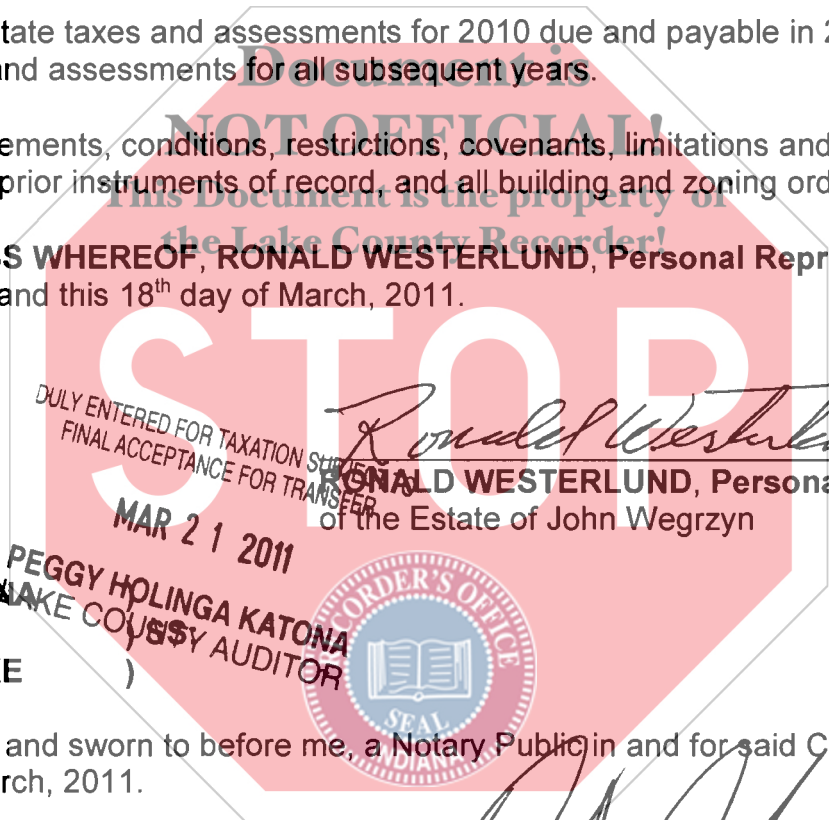 tate taxes and assessments for 2010 due and payable in 2
nd assessments for all subsequent years.
Document is
NOT OFFICIAL!
ements, conditions, restrictions, covenants, limitations and
prior instruments of record, and all building and zoning ord
This Document is the property of
the Lake County Recorder!
S WHEREOF, RONALD WESTERLUND, Personal Repr
and this 18th day of March, 2011.
STOP
DULY ENTERED FOR TAXATION SUBJECT TO
FINAL ACCEPTANCE FOR TRANSFER
MAR 21 2011
PEGGY HOLINGA KATONA
LAKE COUNTY AUDITOR
Ronald Westerlun
RONALD WESTERLUND, Persona
of the Estate of John Wegrzyn
)
) SS:
KE )
RECORDER'S OFFICE
SEAL
INDIANA
and sworn to before me, a Notary Public in and for said C
rch, 2011.